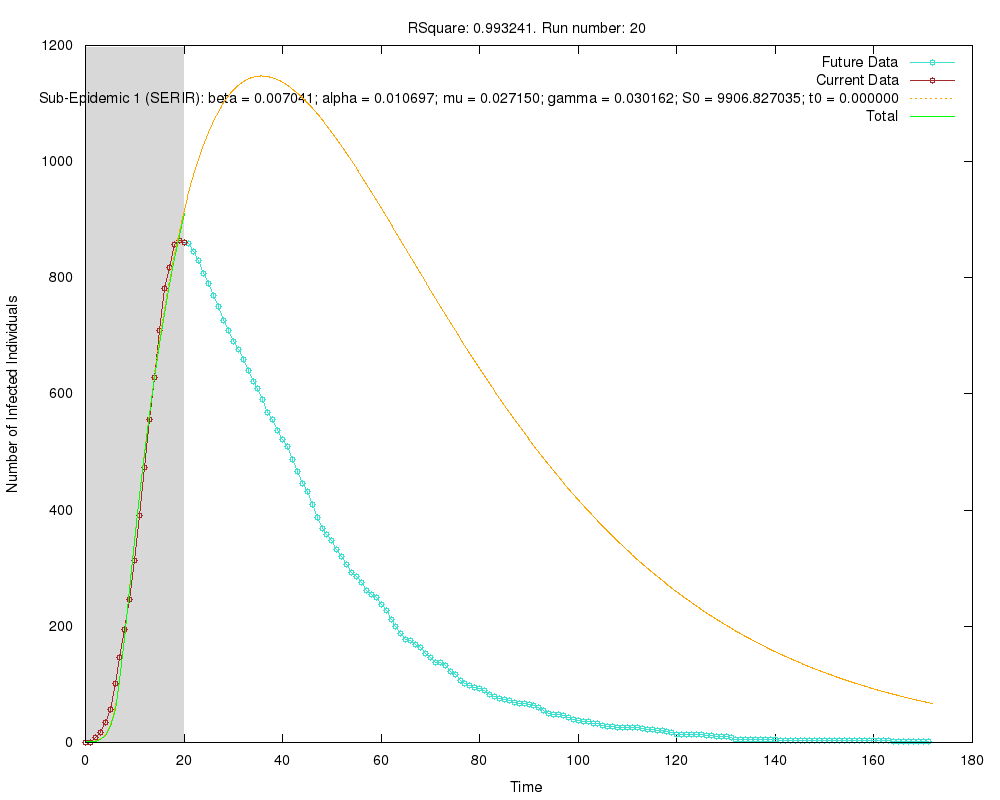 RSquare: 0.993241. Run number: 20
1200
1000
800
600
400
200
0
Number of Infected Individuals
Future Data
Current Data
Sub-Epidemic 1 (SERIR): beta = 0.007041; alpha = 0.010697; mu = 0.027150; gamma = 0.030162; S0 = 9906.827035; t0 = 0.000000
Total
0 20 40 60 80 100 120 140 160 180
Time